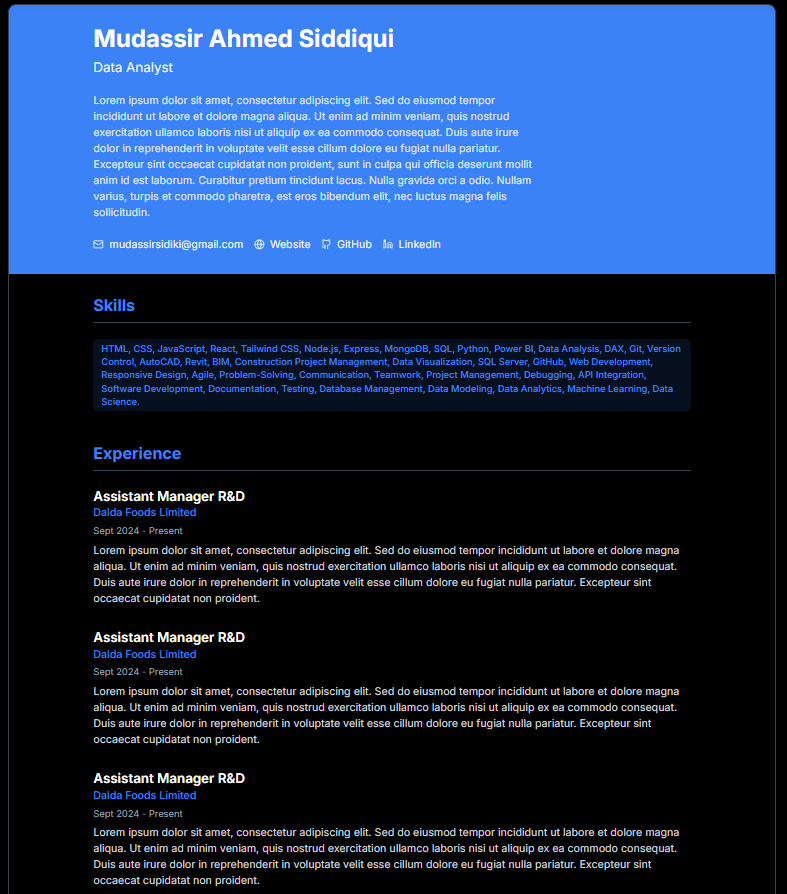 Mudassir Ahmed Siddiqui
Data Analyst
Lorem ipsum dolor sit amet, consectetur adipiscing elit. Sed do eiusmod tempor
incididunt ut labore et dolore magna aliqua. Ut enim ad minim veniam, quis nostrud
exercitation ullamco laboris nisi ut aliquip ex ea commodo consequat. Duis aute irure
dolor in reprehenderit in voluptate velit esse cillum dolore eu fugiat nulla pariatur.
Excepteur sint occaecat cupidatat non proident, sunt in culpa qui officia deserunt mollit
anim id est laborum. Curabitur pretium tincidunt lacus. Nulla gravida orci a odio. Nullam
varius, turpis et commodo pharetra, est eros bibendum elit, nec luctus magna felis
sollicitudin.
mudassirsidiki@gmail.com Website GitHub LinkedIn
Skills
HTML, CSS, JavaScript, React, Tailwind CSS, Node.js, Express, MongoDB, SQL, Python, Power BI, Data Analysis, DAX, Git, Version
Control, AutoCAD, Revit, BIM, Construction Project Management, Data Visualization, SQL Server, GitHub, Web Development,
Responsive Design, Agile, Problem-Solving, Communication, Teamwork, Project Management, Debugging, API Integration,
Software Development, Documentation, Testing, Database Management, Data Modeling, Data Analytics, Machine Learning, Data
Science.
Experience
Assistant Manager R&D
Dalda Foods Limited
Sept 2024 - Present
Lorem ipsum dolor sit amet, consectetur adipiscing elit. Sed do eiusmod tempor incididunt ut labore et dolore magna
aliqua. Ut enim ad minim veniam, quis nostrud exercitation ullamco laboris nisi ut aliquip ex ea commodo consequat.
Duis aute irure dolor in reprehenderit in voluptate velit esse cillum dolore eu fugiat nulla pariatur. Excepteur sint
occaecat cupidatat non proident.
Assistant Manager R&D
Dalda Foods Limited
Sept 2024 - Present
Lorem ipsum dolor sit amet, consectetur adipiscing elit. Sed do eiusmod tempor incididunt ut labore et dolore magna
aliqua. Ut enim ad minim veniam, quis nostrud exercitation ullamco laboris nisi ut aliquip ex ea commodo consequat.
Duis aute irure dolor in reprehenderit in voluptate velit esse cillum dolore eu fugiat nulla pariatur. Excepteur sint
occaecat cupidatat non proident.
Assistant Manager R&D
Dalda Foods Limited
Sept 2024 - Present
Lorem ipsum dolor sit amet, consectetur adipiscing elit. Sed do eiusmod tempor incididunt ut labore et dolore magna
aliqua. Ut enim ad minim veniam, quis nostrud exercitation ullamco laboris nisi ut aliquip ex ea commodo consequat.
Duis aute irure dolor in reprehenderit in voluptate velit esse cillum dolore eu fugiat nulla pariatur. Excepteur sint
occaecat cupidatat non proident.